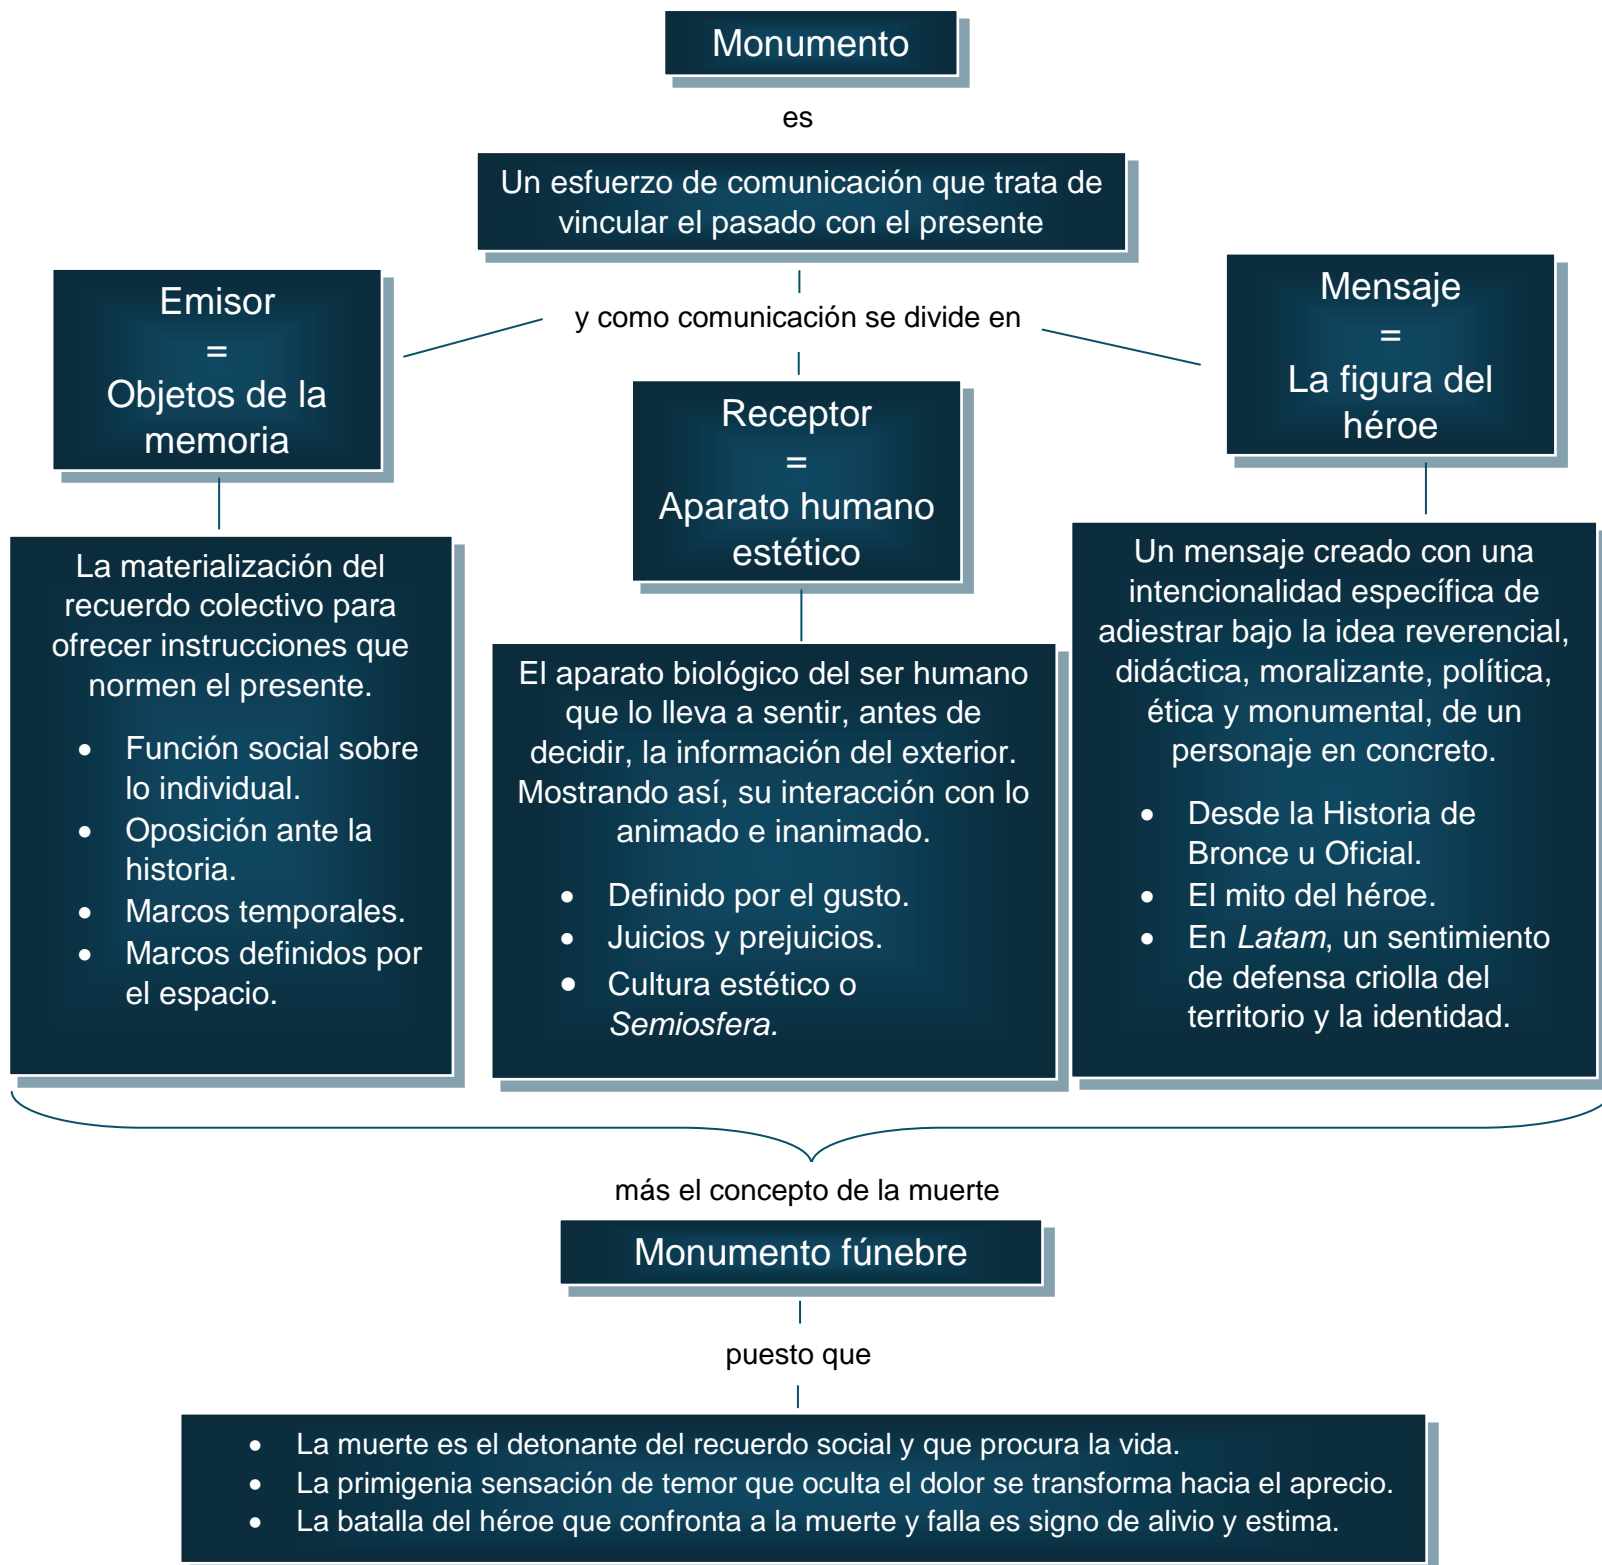 Monumento
es
Un esfuerzo de comunicación que trata de
vincular el pasado con el presente
y como comunicación se divide en
Emisor
=
Objetos de la
memoria
La materialización del
recuerdo colectivo para
ofrecer instrucciones que
normen el presente.
• Función social sobre
lo individual.
• Oposición ante la
historia.
• Marcos temporales.
• Marcos definidos por
el espacio.
Receptor
=
Aparato humano
estético
El aparato biológico del ser humano
que lo lleva a sentir, antes de
decidir, la información del exterior.
Mostrando así, su interacción con lo
animado e inanimado.
• Definido por el gusto.
• Juicios y prejuicios.
• Cultura estético o
Semiosfera.
Mensaje
=
La figura del
héroe
Un mensaje creado con una
intencionalidad específica de
adiestrar bajo la idea reverencial,
didáctica, moralizante, política,
ética y monumental, de un
personaje en concreto.
• Desde la Historia de
Bronce u Oficial.
• El mito del héroe.
• En Latam, un sentimiento
de defensa criolla del
territorio y la identidad.
más el concepto de la muerte
Monumento fúnebre
puesto que
• La muerte es el detonante del recuerdo social y que procura la vida.
• La primigenia sensación de temor que oculta el dolor se transforma hacia el aprecio.
• La batalla del héroe que confronta a la muerte y falla es signo de alivio y estima.